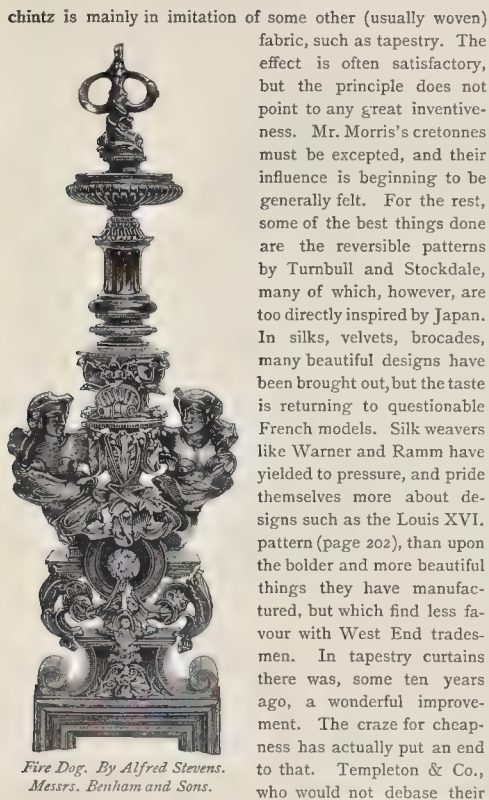 chintz is mainly in imitation of some other (usually woven)
fabric, such as tapestry. The
effect is often satisfactory,
but the principle does not
point to any great inventive-
ness. Mr. Morris's cretonnes
must be excepted, and their
influence is beginning to be
generally felt. For the rest,
some of the best things done
are the reversible patterns
by Turnbull and Stockdale,
many of which, however, are
too directly inspired by Japan.
In silks, velvets, brocades,
many beautiful designs have
been brought out, but the taste
is returning to questionable
French models. Silk weavers
like Warner and Ramm have
yielded to pressure, and pride
themselves more about de-
signs such as the Louis XVI.
pattern (page 202), than upon
the bolder and more beautiful
things they have manufac-
tured, but which find less fa-
vour with West End trades-
men. In tapestry curtains
there was, some ten years
ago, a wonderful improve-
ment. The craze for cheap-
ness has actually put an end
to that. Templeton & Co.,
who would not debase their
Fire Dog. By Alfred Stevens.
Messrs. Benham and Sons.